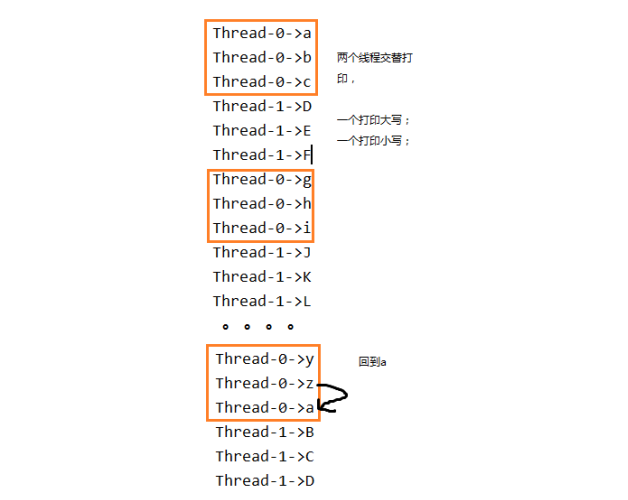 Thread-0->a
Thread-0->b
Thread-0->c
Thread-1->D
Thread-1->E
Thread-1->F
Thread-0->g
Thread-0->h
Thread-0->i
Thread-1->J
Thread-1->K
Thread-1->L
。。。。
Thread-0->y
Thread-0->z
Thread-0->a
Thread-1->B
Thread-1->C
Thread-1->D
两个线程交替打
印，
一个打印大写；
一个打印小写；
回到a